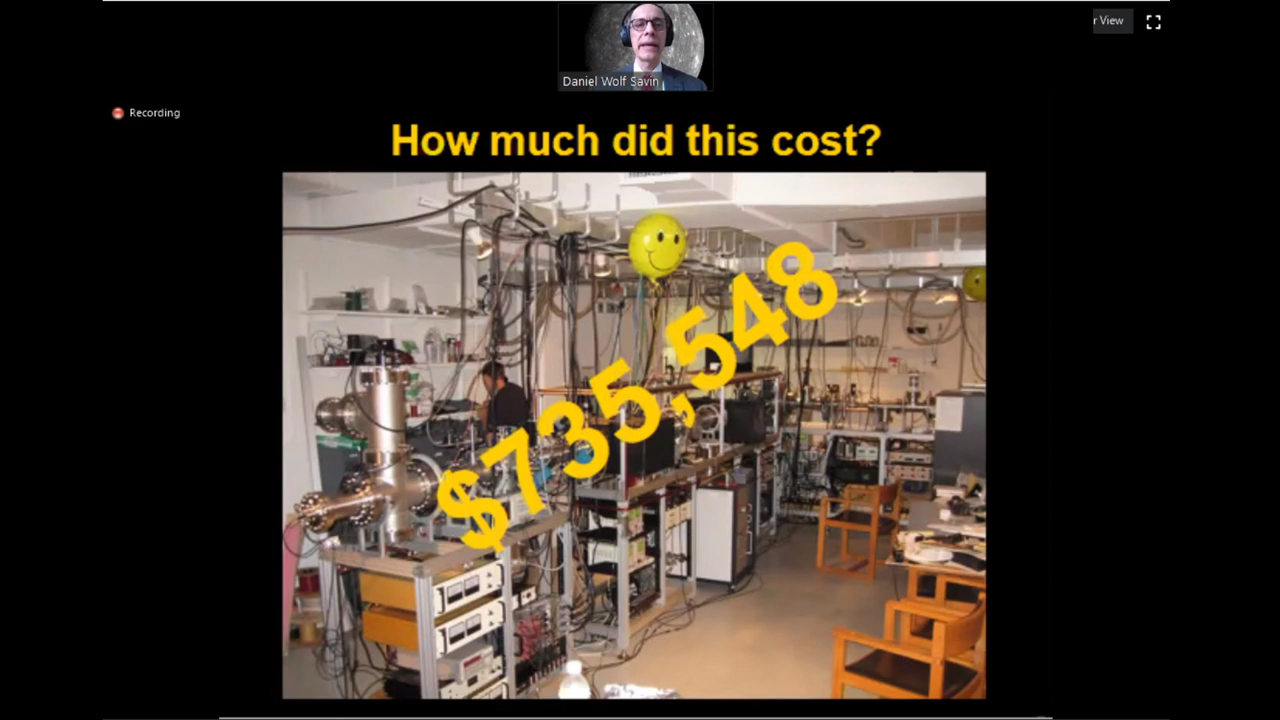 r View
Daniel Wolf Savin
Recording
How much did this cost?
$735,548